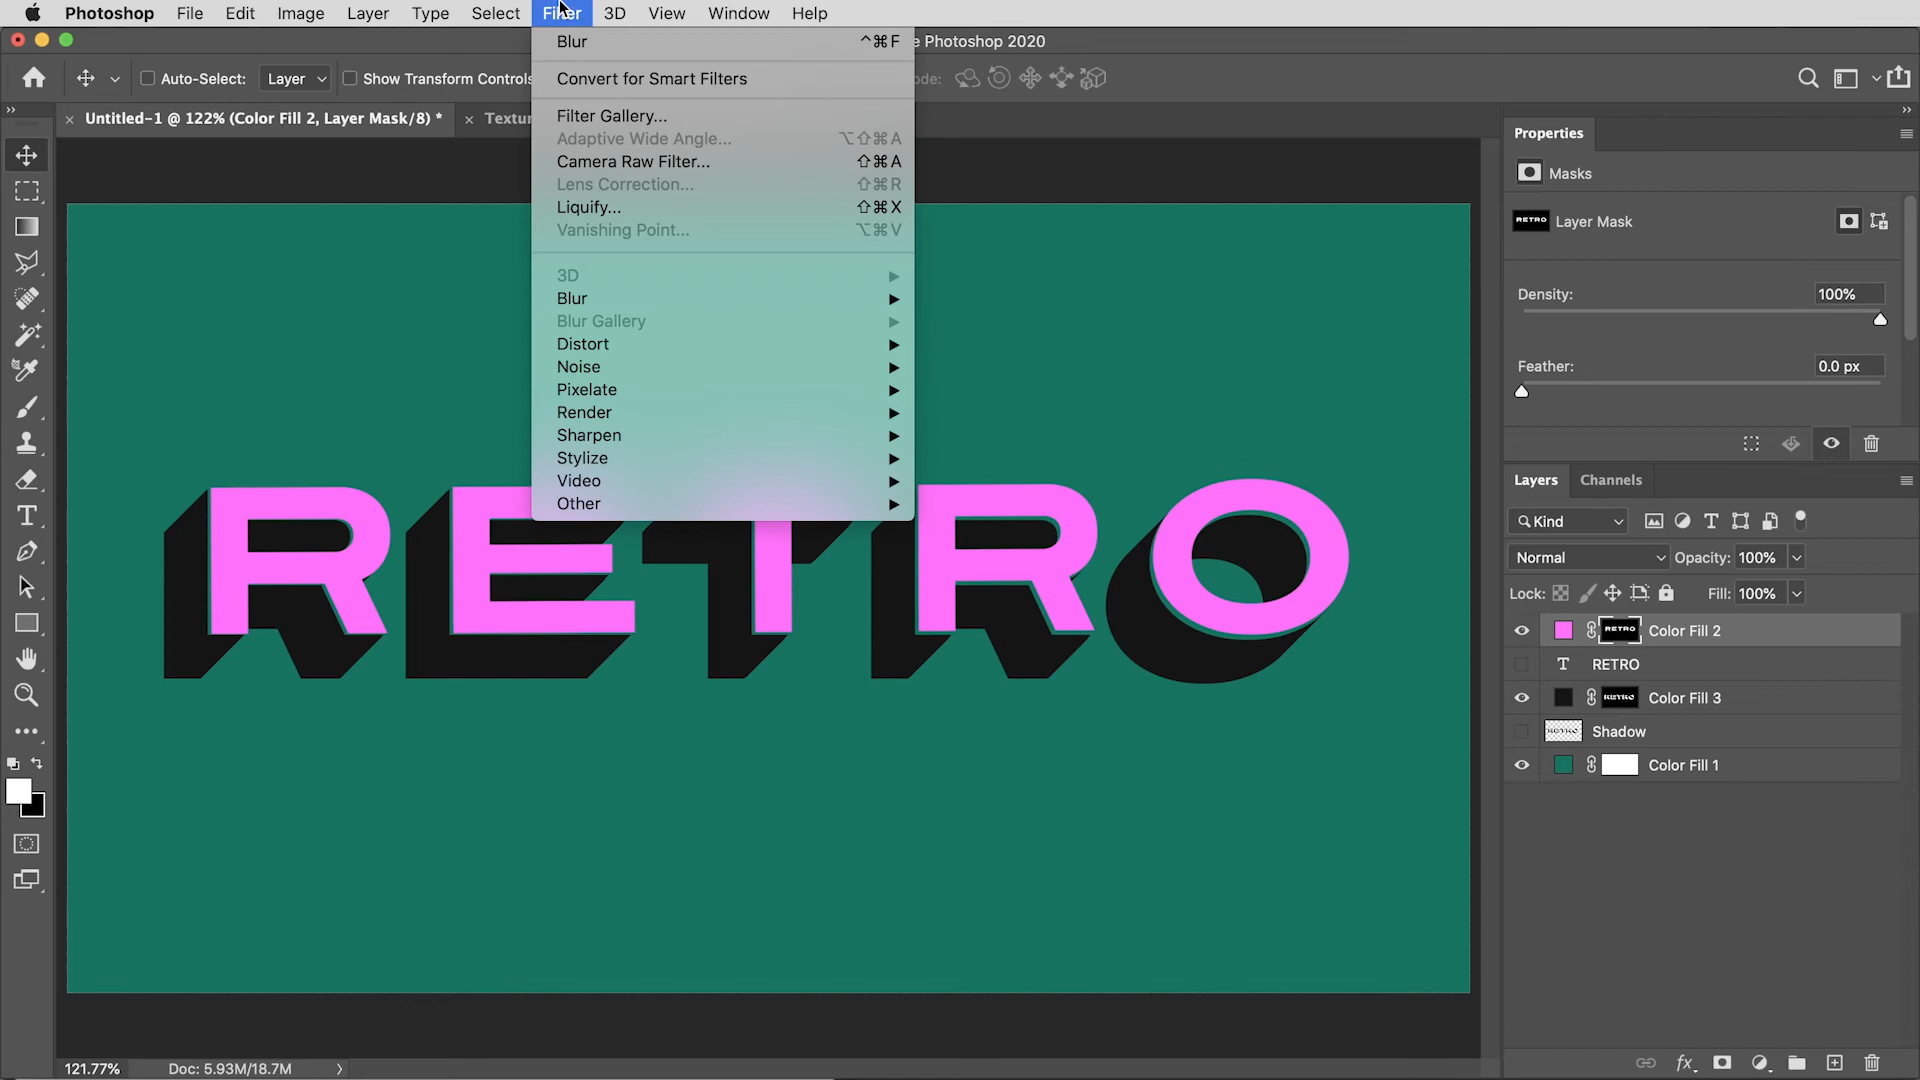 Photoshop File Edit Image Layer Type Select Filter 3D View Window Help
Photoshop 2020
Auto-Select: Layer Show Transform Controls
Untitled-1 @ 122% (Color Fill 2, Layer Mask/8) *
Blur ^⌘F
Convert for Smart Filters
Filter Gallery...
Adaptive Wide Angle... ⌥⇧⌘A
Camera Raw Filter... ⇧⌘A
Lens Correction... ⇧⌘R
Liquify... ⇧⌘X
Vanishing Point... ⌥⌘V
3D
Blur
Blur Gallery
Distort
Noise
Pixelate
Render
Sharpen
Stylize
Video
Other
RETRO
Properties
Masks
RETRO Layer Mask
Density: 100%
Feather: 0.0 px
Layers Channels
Kind
Normal Opacity: 100%
Lock: Fill: 100%
RETRO Color Fill 2
T RETRO
RETRO Color Fill 3
RETRO Shadow
Color Fill 1
121.77% Doc: 5.93M/18.7M
fx